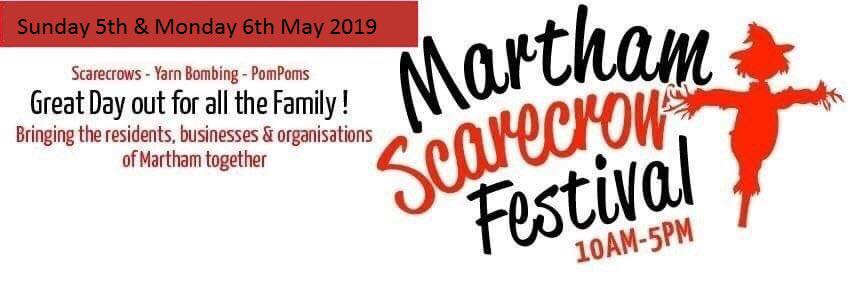 Sunday 5th & Monday 6th May 2019
Scarecrows - Yarn Bombing - PomPoms
Great Day out for all the Family !
Bringing the residents, businesses & organisations
of Martham together
Martham
Scarecrow
Festival
10AM-5PM